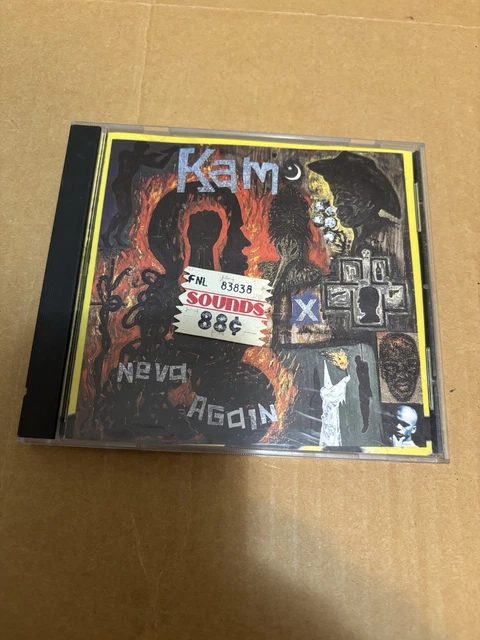 Kam
FNL 83838
SOUNDS
88¢
X
Neva
Again